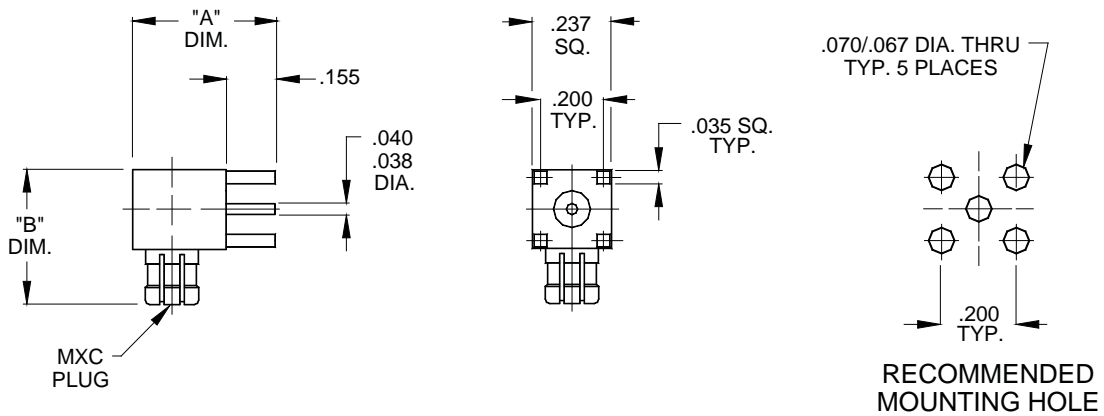 "A"
DIM.
.155
.040
.038
DIA.
"B"
DIM.
MXC
PLUG
.237
SQ.
.200
TYP.
.035 SQ.
TYP.
.070/.067 DIA. THRU
TYP. 5 PLACES
.200
TYP.
RECOMMENDED
MOUNTING HOLE